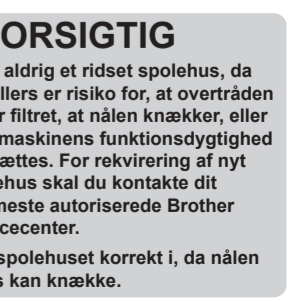 ORSIGTIG
aldrig et ridset spolehus, da
llers er risiko for, at overtråden
r filtret, at nålen knækker, eller
maskinens funktionsdygtighed
ættes. For rekvirering af nyt
ehus skal du kontakte dit
meste autoriserede Brother
cecenter.
spolehuset korrekt i, da nålen
s kan knække.